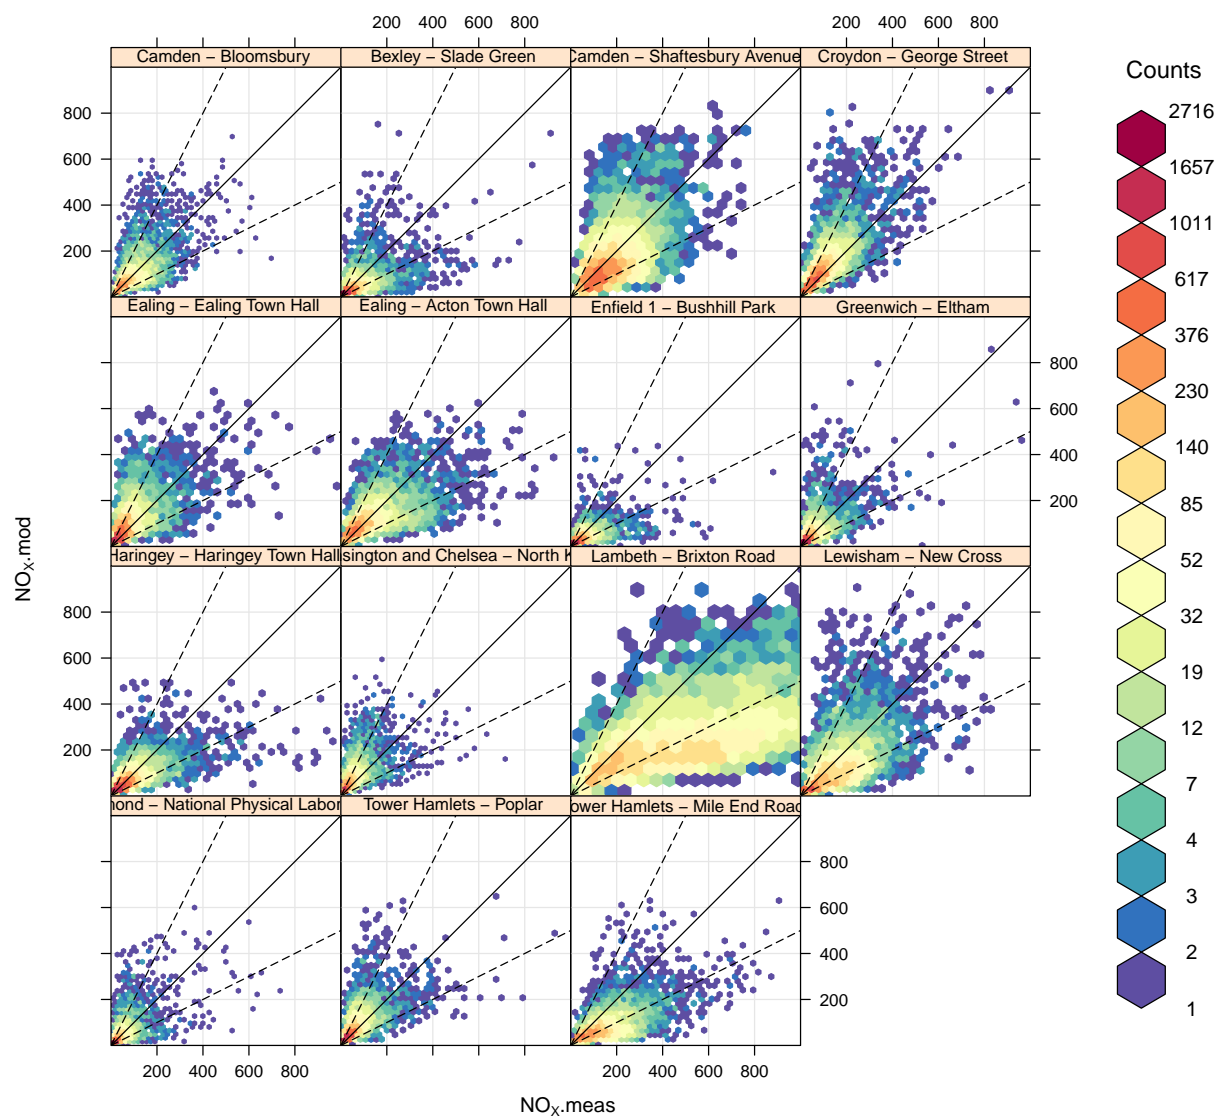 200 400 600 800
200 400 600 800
Camden − Bloomsbury
Bexley − Slade Green
Camden − Shaftesbury Avenue
Croydon − George Street
800
600
400
200
Ealing − Ealing Town Hall
Ealing − Acton Town Hall
Enfield 1 − Bushhill Park
Greenwich − Eltham
800
600
400
200
Haringey − Haringey Town Hall
sington and Chelsea − North K
Lambeth − Brixton Road
Lewisham − New Cross
800
600
400
200
mond − National Physical Labor
Tower Hamlets − Poplar
ower Hamlets − Mile End Road
800
600
400
200
200 400 600 800
200 400 600 800
NOX.meas
NOX.mod
Counts
2716
1657
1011
617
376
230
140
85
52
32
19
12
7
4
3
2
1